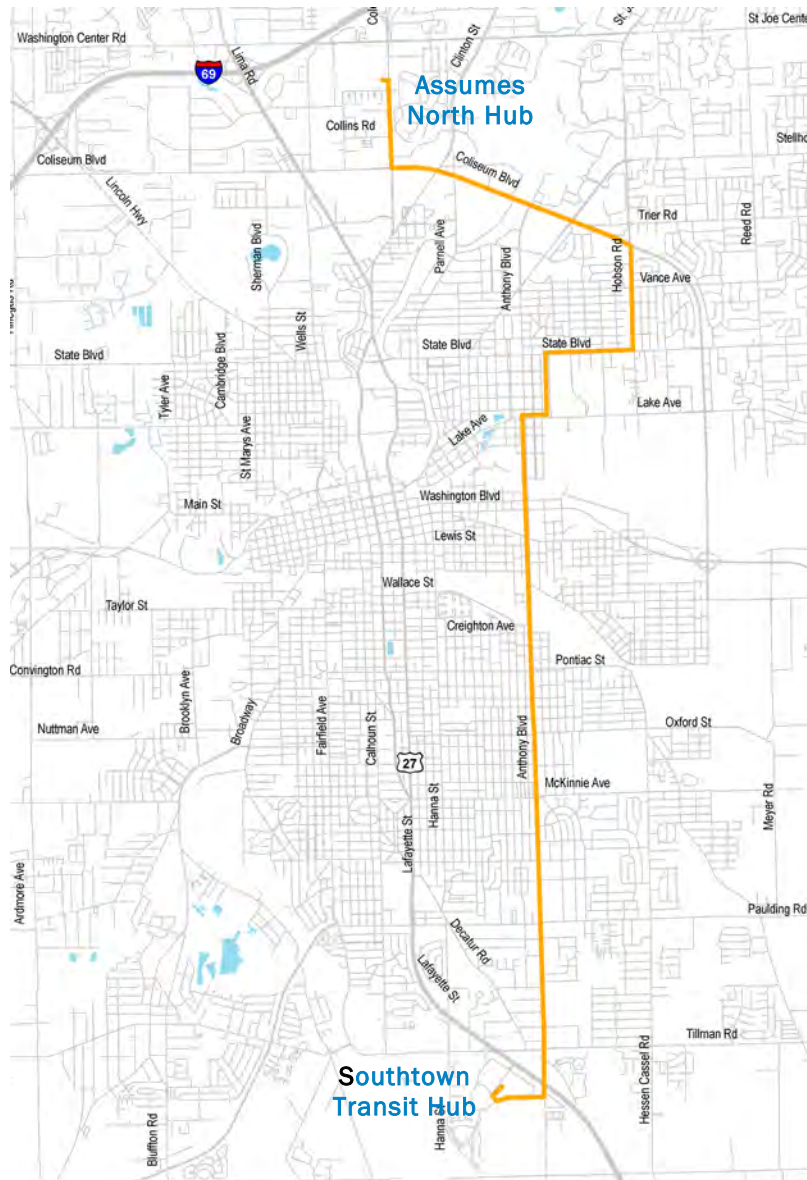 St Joe Cente
Washington Center Rd
Lima Rd
Clinton St
69
Assumes
North Hub
Collins Rd
Coliseum Blvd
Coliseum Blvd
Lincoln Hwy
Trier Rd
Reed Rd
Sherman Blvd
Parnell Ave
Anthony Blvd
Hobson Rd
Vance Ave
Wells St
State Blvd
State Blvd
State Blvd
Tyler Ave
Cambridge Blvd
Lake Ave
Lake Ave
St Marys Ave
Washington Blvd
Main St
Lewis St
Wallace St
Taylor St
Creighton Ave
Pontiac St
Convington Rd
Brooklyn Ave
Broadway
Fairfield Ave
Calhoun St
Oxford St
Nuttman Ave
Anthony Blvd
27
McKinnie Ave
Hanna St
Meyer Rd
Lafayette St
Ardmore Ave
Paulding Rd
Decatur Rd
Lafayette St
Tillman Rd
Hessen Cassel Rd
Southtown
Transit Hub
Hanna St
Bluffton Rd